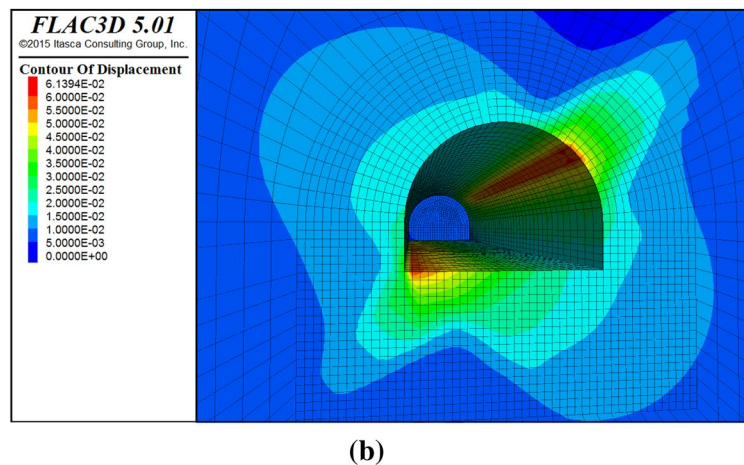 FLAC3D 5.01
©2015 Itasca Consulting Group, Inc.
Contour Of Displacement
6.1394E-02
6.0000E-02
5.5000E-02
5.0000E-02
4.5000E-02
4.0000E-02
3.5000E-02
3.0000E-02
2.5000E-02
2.0000E-02
1.5000E-02
1.0000E-02
5.0000E-03
0.0000E+00
(b)